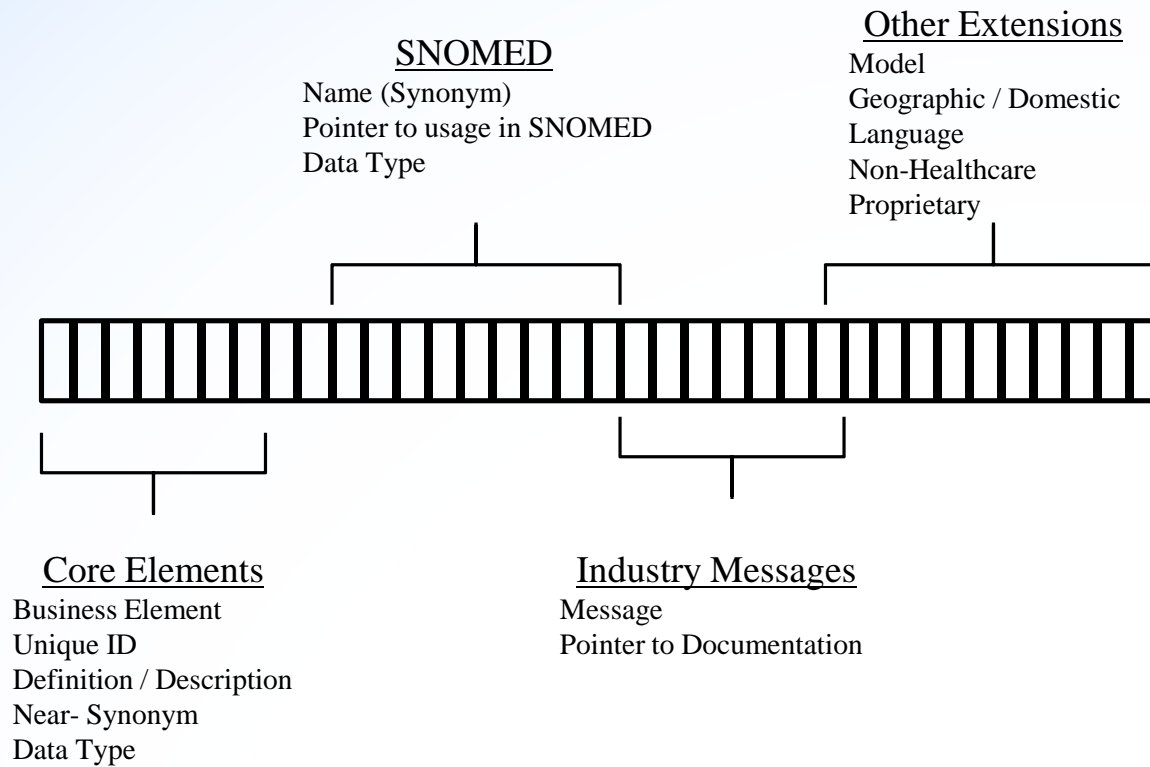 SNOMED
Name (Synonym)
Pointer to usage in SNOMED
Data Type
Other Extensions
Model
Geographic / Domestic
Language
Non-Healthcare
Proprietary
Core Elements
Business Element
Unique ID
Definition / Description
Near- Synonym
Data Type
Industry Messages
Message
Pointer to Documentation